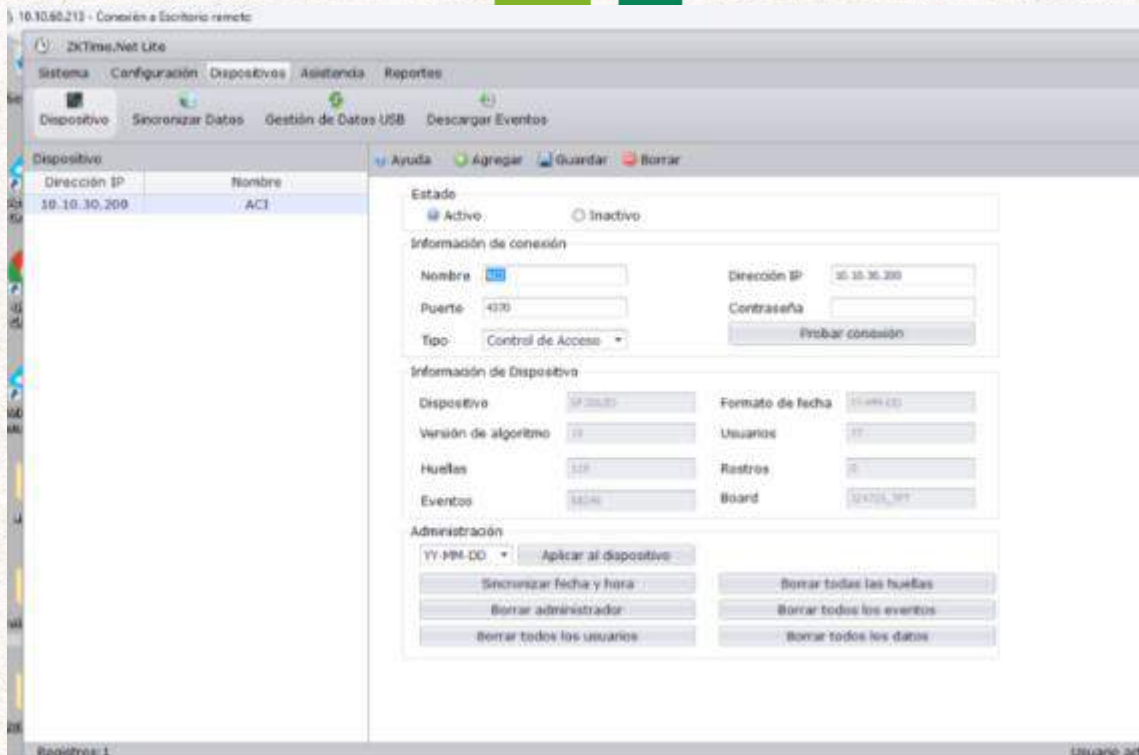 10.10.60.213 - Conexión a Escritorio remoto
ZKTime.Net Lite
Sistema Configuración Dispositivos Asistencia Reportes
Dispositivo Sincronizar Datos Gestión de Datos USB Descargar Eventos
Dispositivo
Ayuda Agregar Guardar Borrar
Dirección IP Nombre
10.10.30.200 ACI
Estado
Activo Inactivo
Información de conexión
Nombre ACI Dirección IP 10.10.30.200
Puerto 4370 Contraseña
Tipo Control de Acceso Probar conexión
Información de Dispositivo
Dispositivo Formato de fecha YY-MM-DD
Versión de algoritmo Usuarios
Huellas Rostros
Eventos Board
Administración
YY-MM-DD Aplicar al dispositivo
Sincronizar fecha y hora Borrar todas las huellas
Borrar administrador Borrar todos los eventos
Borrar todos los usuarios Borrar todos los datos
Registros: 1